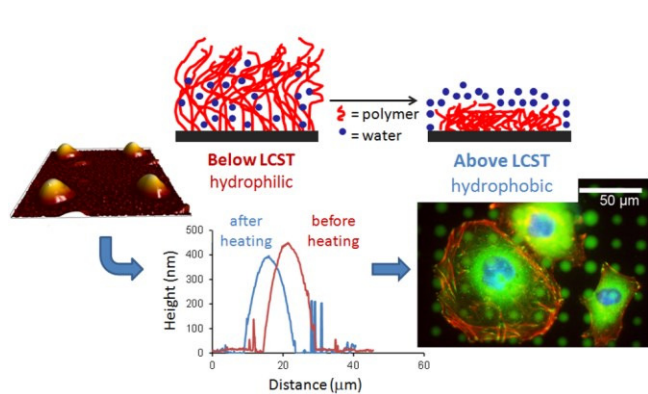 = polymer
= water
Below LCST
hydrophilic
Above LCST
hydrophobic
50 µm
after
heating
before
heating
Height (nm)
500
400
300
200
100
0
0
20
40
60
Distance (µm)